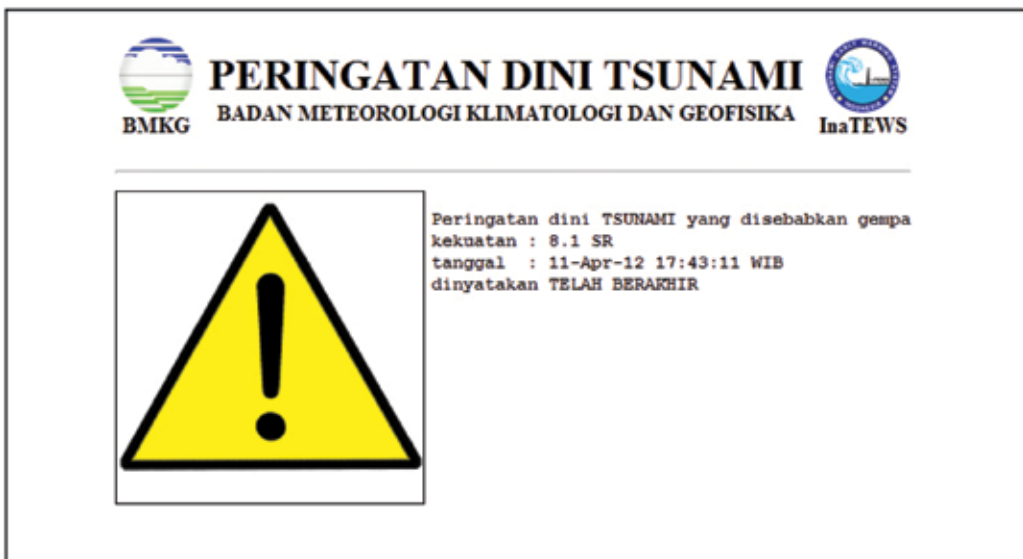 PERINGATAN DINI TSUNAMI
BADAN METEOROLOGI KLIMATOLOGI DAN GEOFISIKA
BMKG
InaTEWS
Peringatan dini TSUNAMI yang disebabkan gempa
kekuatan : 8.1 SR
tanggal : 11-Apr-12 17:43:11 WIB
dinyatakan TELAH BERAKHIR